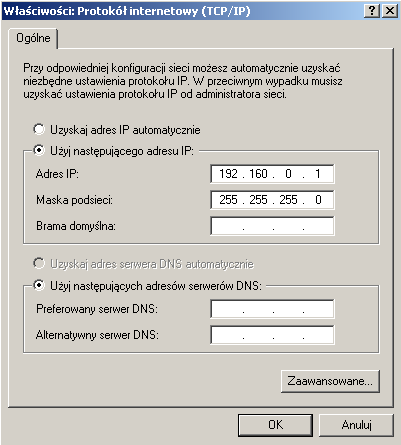 Właściwości: Protokół internetowy (TCP/IP)
Ogólne
Przy odpowiedniej konfiguracji sieci możesz automatycznie uzyskać
niezbędne ustawienia protokołu IP. W przeciwnym wypadku musisz
uzyskać ustawienia protokołu IP od administratora sieci.
Uzyskaj adres IP automatycznie
Użyj następującego adresu IP:
Adres IP: 192 . 160 . 0 . 1
Maska podsieci: 255 . 255 . 255 . 0
Brama domyślna: . . .
Uzyskaj adres serwera DNS automatycznie
Użyj następujących adresów serwerów DNS:
Preferowany serwer DNS: . . .
Alternatywny serwer DNS: . . .
Zaawansowane...
OK Anuluj